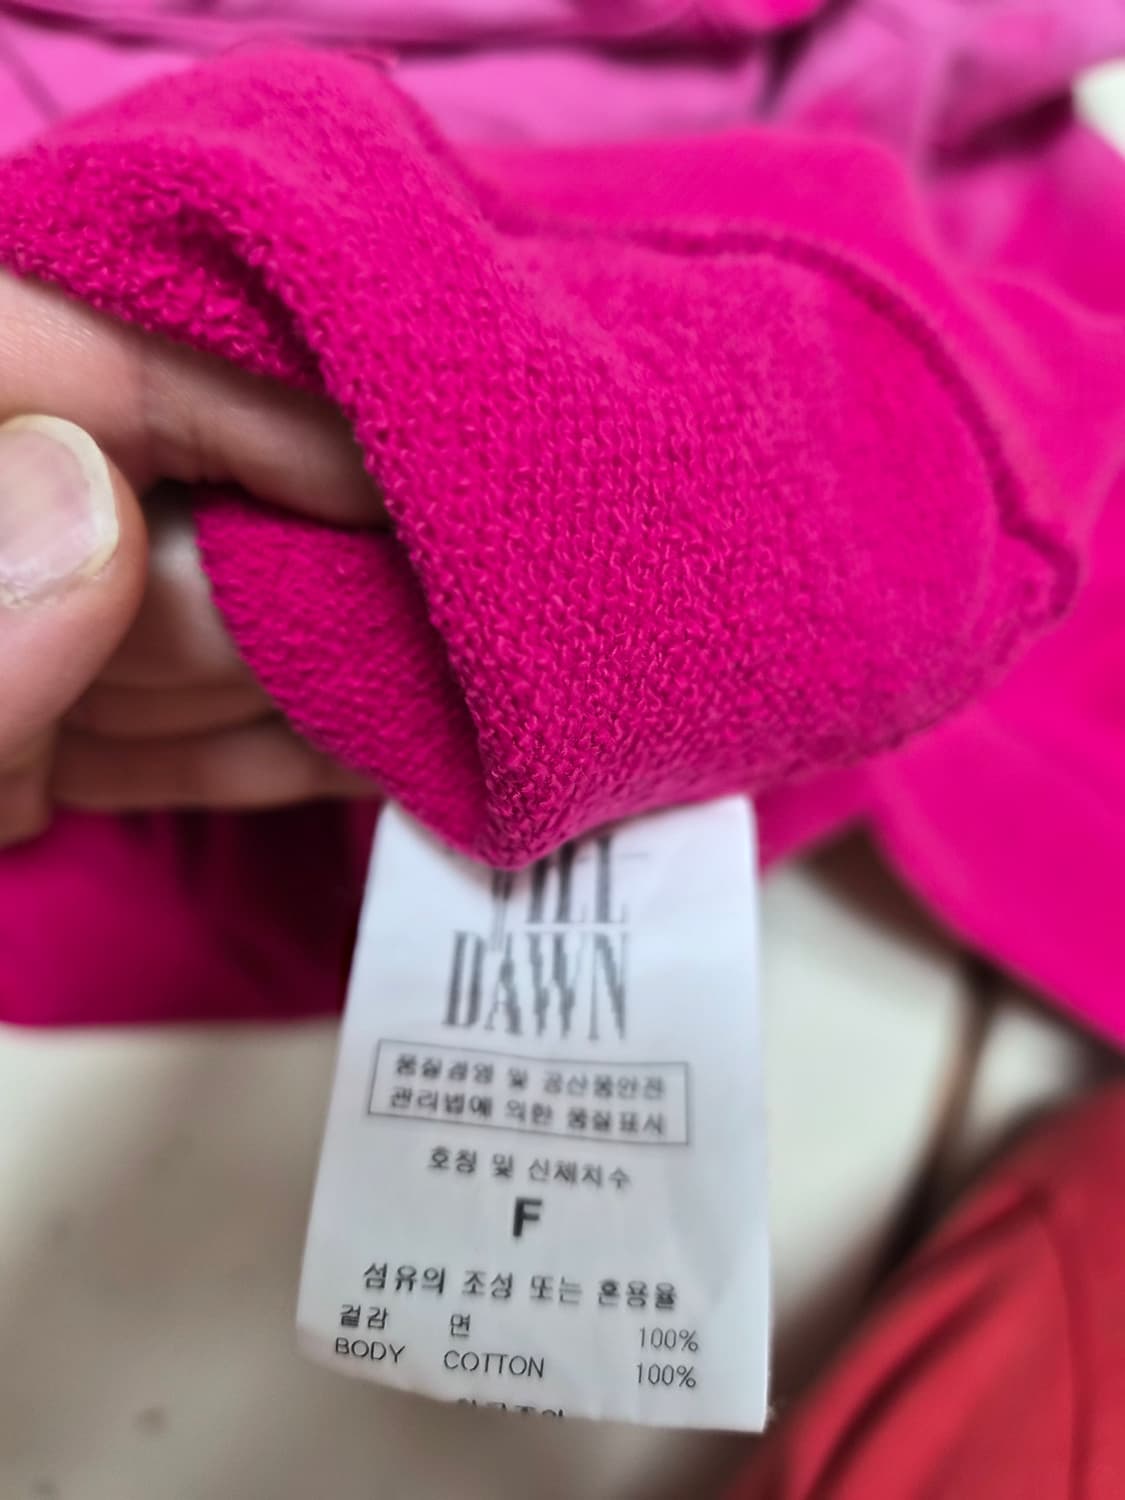 TILL
DAWN
품질경영 및 공산품안전
관리법에 의한 품질표시
호칭 및 신체치수
F
섬유의 조성 또는 혼용율
겉감 면 100%
BODY COTTON 100%